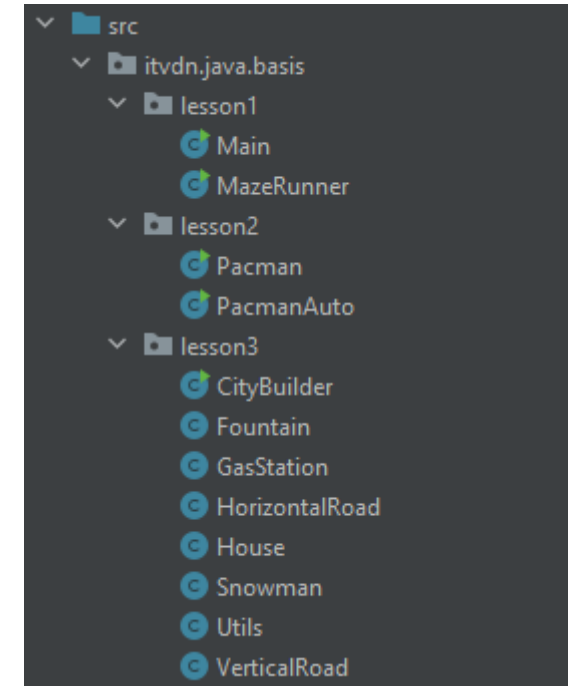 src
itvdn.java.basis
lesson1
C Main
C MazeRunner
lesson2
C Pacman
C PacmanAuto
lesson3
C CityBuilder
C Fountain
C GasStation
C HorizontalRoad
C House
C Snowman
C Utils
C VerticalRoad